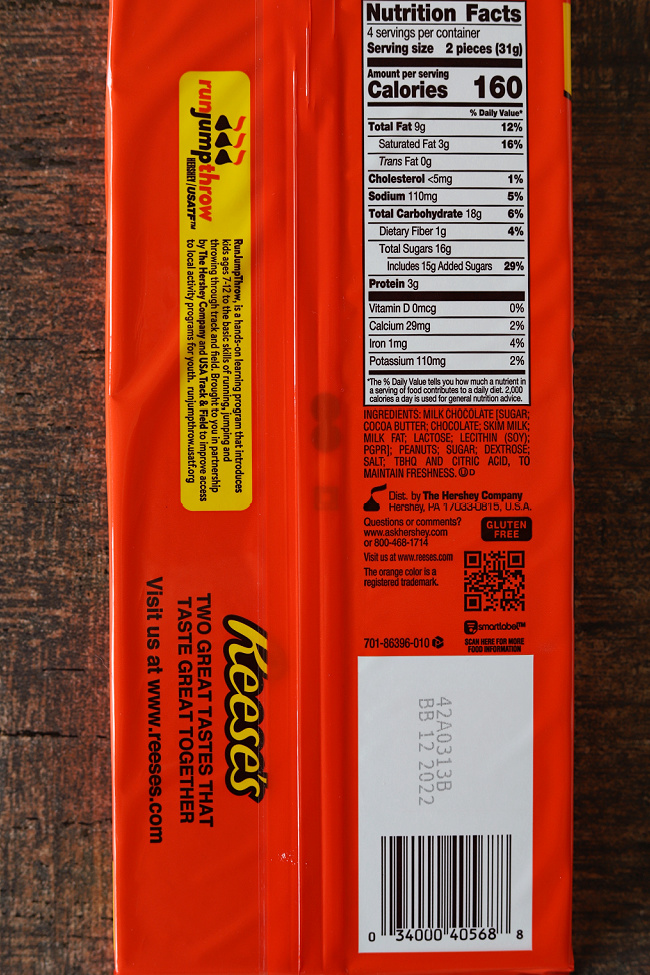 Nutrition Facts
4 servings per container
Serving size 2 pieces (31g)
Amount per serving
Calories 160
% Daily Value*
Total Fat 9g 12%
Saturated Fat 3g 16%
Trans Fat 0g
Cholesterol <5mg 1%
Sodium 110mg 5%
Total Carbohydrate 18g 6%
Dietary Fiber 1g 4%
Total Sugars 16g
Includes 15g Added Sugars 29%
Protein 3g
Vitamin D 0mcg 0%
Calcium 29mg 2%
Iron 1mg 4%
Potassium 110mg 2%
*The % Daily Value tells you how much a nutrient in
a serving of food contributes to a daily diet. 2,000
calories a day is used for general nutrition advice.
INGREDIENTS: MILK CHOCOLATE [SUGAR;
COCOA BUTTER; CHOCOLATE; SKIM MILK;
MILK FAT; LACTOSE; LECITHIN (SOY);
PGPR]; PEANUTS; SUGAR; DEXTROSE;
SALT; TBHQ AND CITRIC ACID, TO
MAINTAIN FRESHNESS. Ⓤ D
Dist. by The Hershey Company
Hershey, PA 17033-0815, U.S.A.
Questions or comments?
www.askhershey.com
or 800-468-1714
GLUTEN
FREE
Visit us at www.reeses.com
The orange color is a
registered trademark.
smartlabel™
SCAN HERE FOR MORE
FOOD INFORMATION
701-86396-010
42A0313B
BB 12 2022
0 34000 40568 8
runjumpthrow
HERSHEY/USATF™
RunJumpThrow, is a hands-on learning program that introduces
kids ages 7-12 to the basic skills of running, jumping and
throwing through track and field. Brought to you in partnership
by The Hershey Company and USA Track & Field to improve access
to local activity programs for youth. runjumpthrow.usatf.org
Reese's
TWO GREAT TASTES THAT
TASTE GREAT TOGETHER
Visit us at www.reeses.com